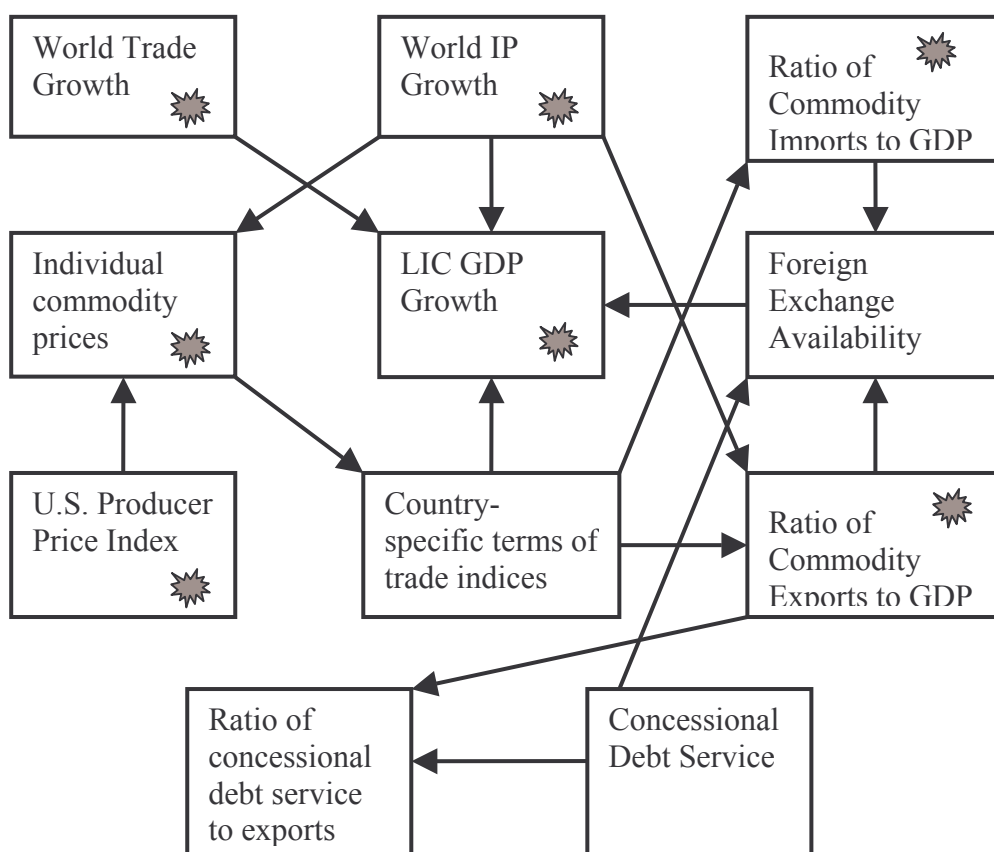 World Trade
Growth
World IP
Growth
Ratio of
Commodity
Imports to GDP
Individual
commodity
prices
LIC GDP
Growth
Foreign
Exchange
Availability
U.S. Producer
Price Index
Country-
specific terms of
trade indices
Ratio of
Commodity
Exports to GDP
Ratio of
concessional
debt service
to exports
Concessional
Debt Service